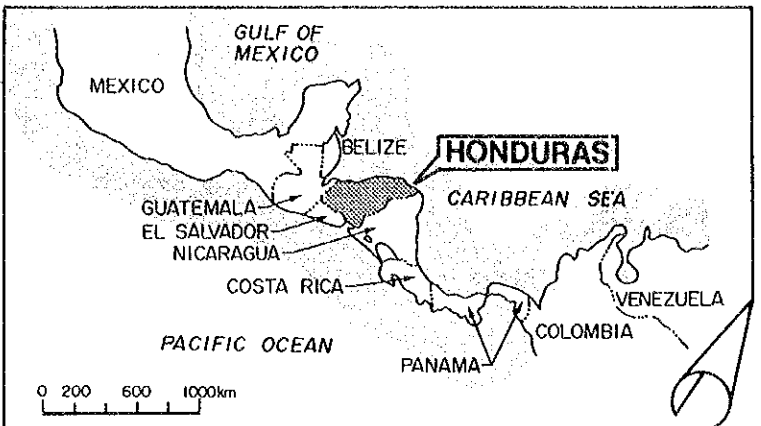 GULF OF
MEXICO
MEXICO
BELIZE
HONDURAS
CARIBBEAN SEA
GUATEMALA
EL SALVADOR
NICARAGUA
COSTA RICA
VENEZUELA
COLOMBIA
PACIFIC OCEAN
PANAMA
0 200 600 1000km